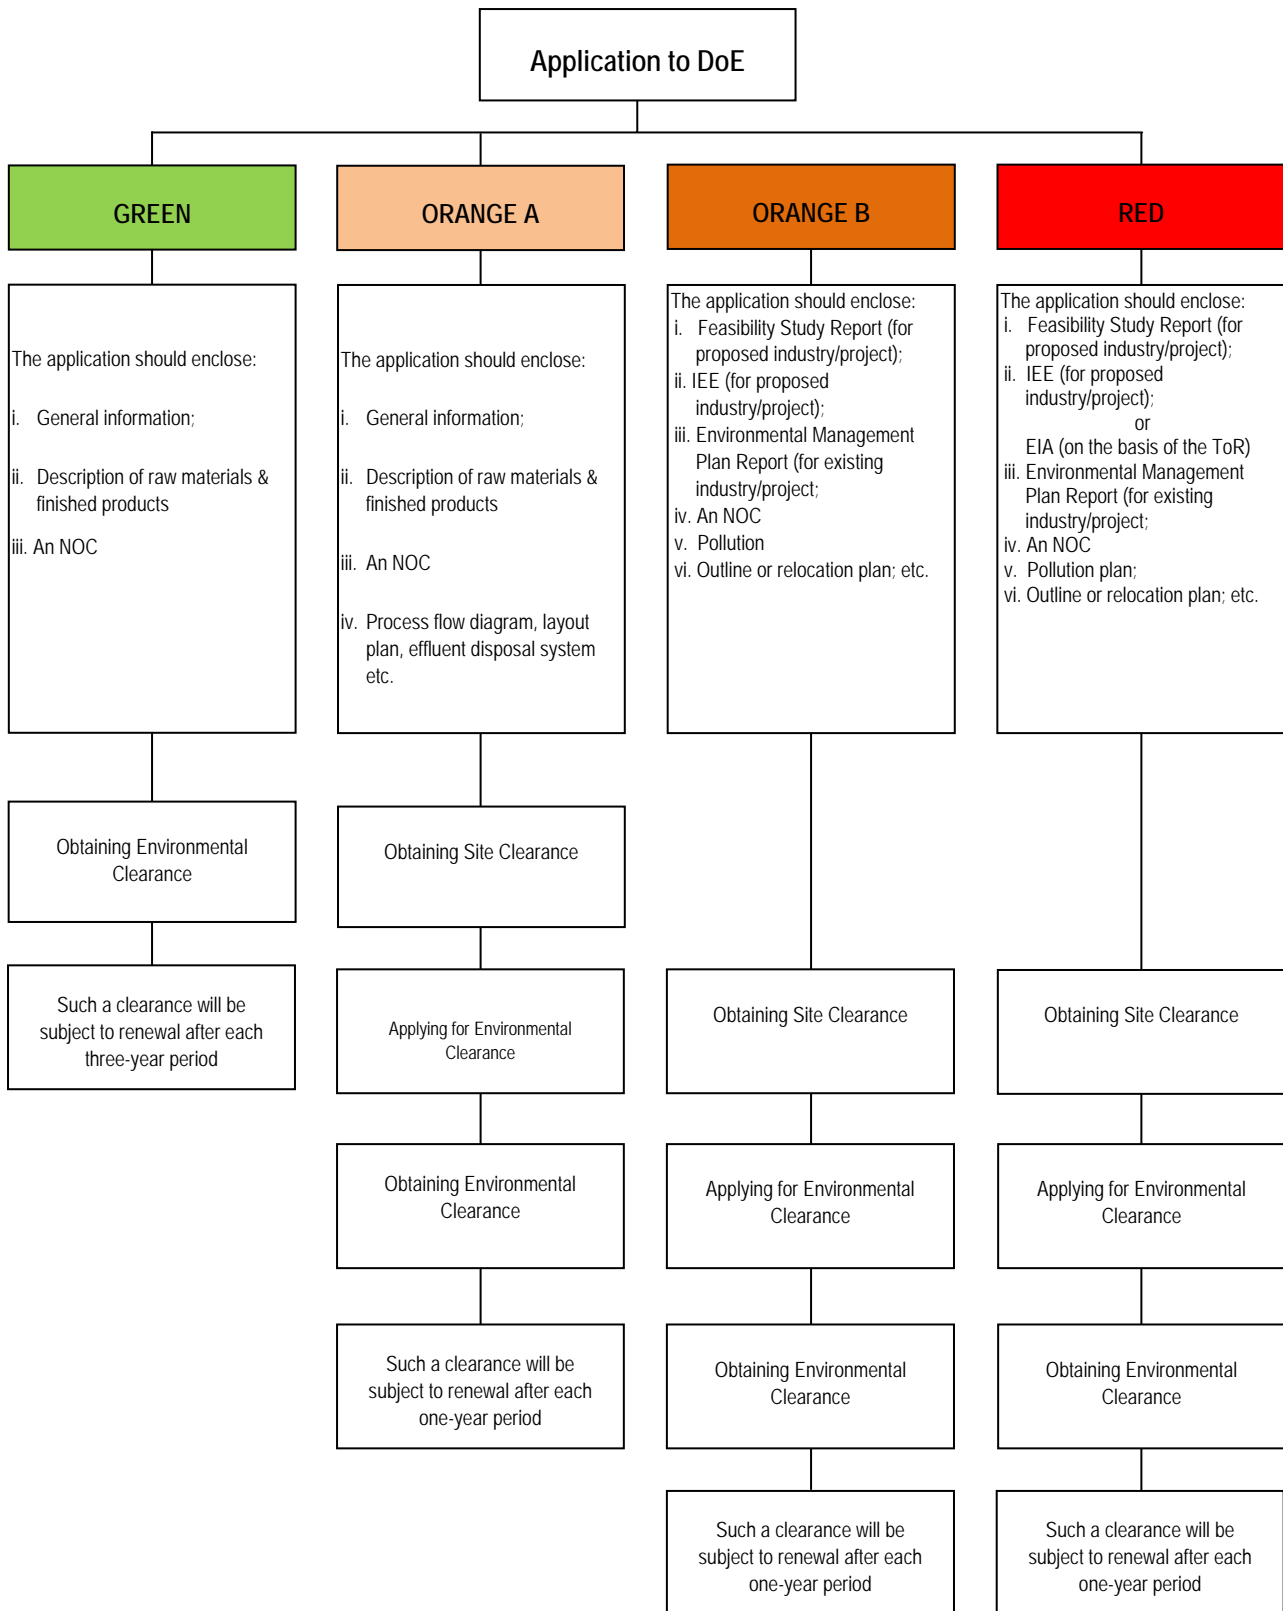 Application to DoE
GREEN
ORANGE A
ORANGE B
RED
The application should enclose:
i. General information;
ii. Description of raw materials &
finished products
iii. An NOC
The application should enclose:
i. General information;
ii. Description of raw materials &
finished products
iii. An NOC
iv. Process flow diagram, layout
plan, effluent disposal system
etc.
The application should enclose:
i. Feasibility Study Report (for
proposed industry/project);
ii. IEE (for proposed
industry/project);
iii. Environmental Management
Plan Report (for existing
industry/project;
iv. An NOC
v. Pollution
vi. Outline or relocation plan; etc.
The application should enclose:
i. Feasibility Study Report (for
proposed industry/project);
ii. IEE (for proposed
industry/project);
or
EIA (on the basis of the ToR)
iii. Environmental Management
Plan Report (for existing
industry/project;
iv. An NOC
v. Pollution plan;
vi. Outline or relocation plan; etc.
Obtaining Environmental
Clearance
Such a clearance will be
subject to renewal after each
three-year period
Obtaining Site Clearance
Applying for Environmental
Clearance
Obtaining Environmental
Clearance
Such a clearance will be
subject to renewal after each
one-year period
Obtaining Site Clearance
Applying for Environmental
Clearance
Obtaining Environmental
Clearance
Such a clearance will be
subject to renewal after each
one-year period
Obtaining Site Clearance
Applying for Environmental
Clearance
Obtaining Environmental
Clearance
Such a clearance will be
subject to renewal after each
one-year period